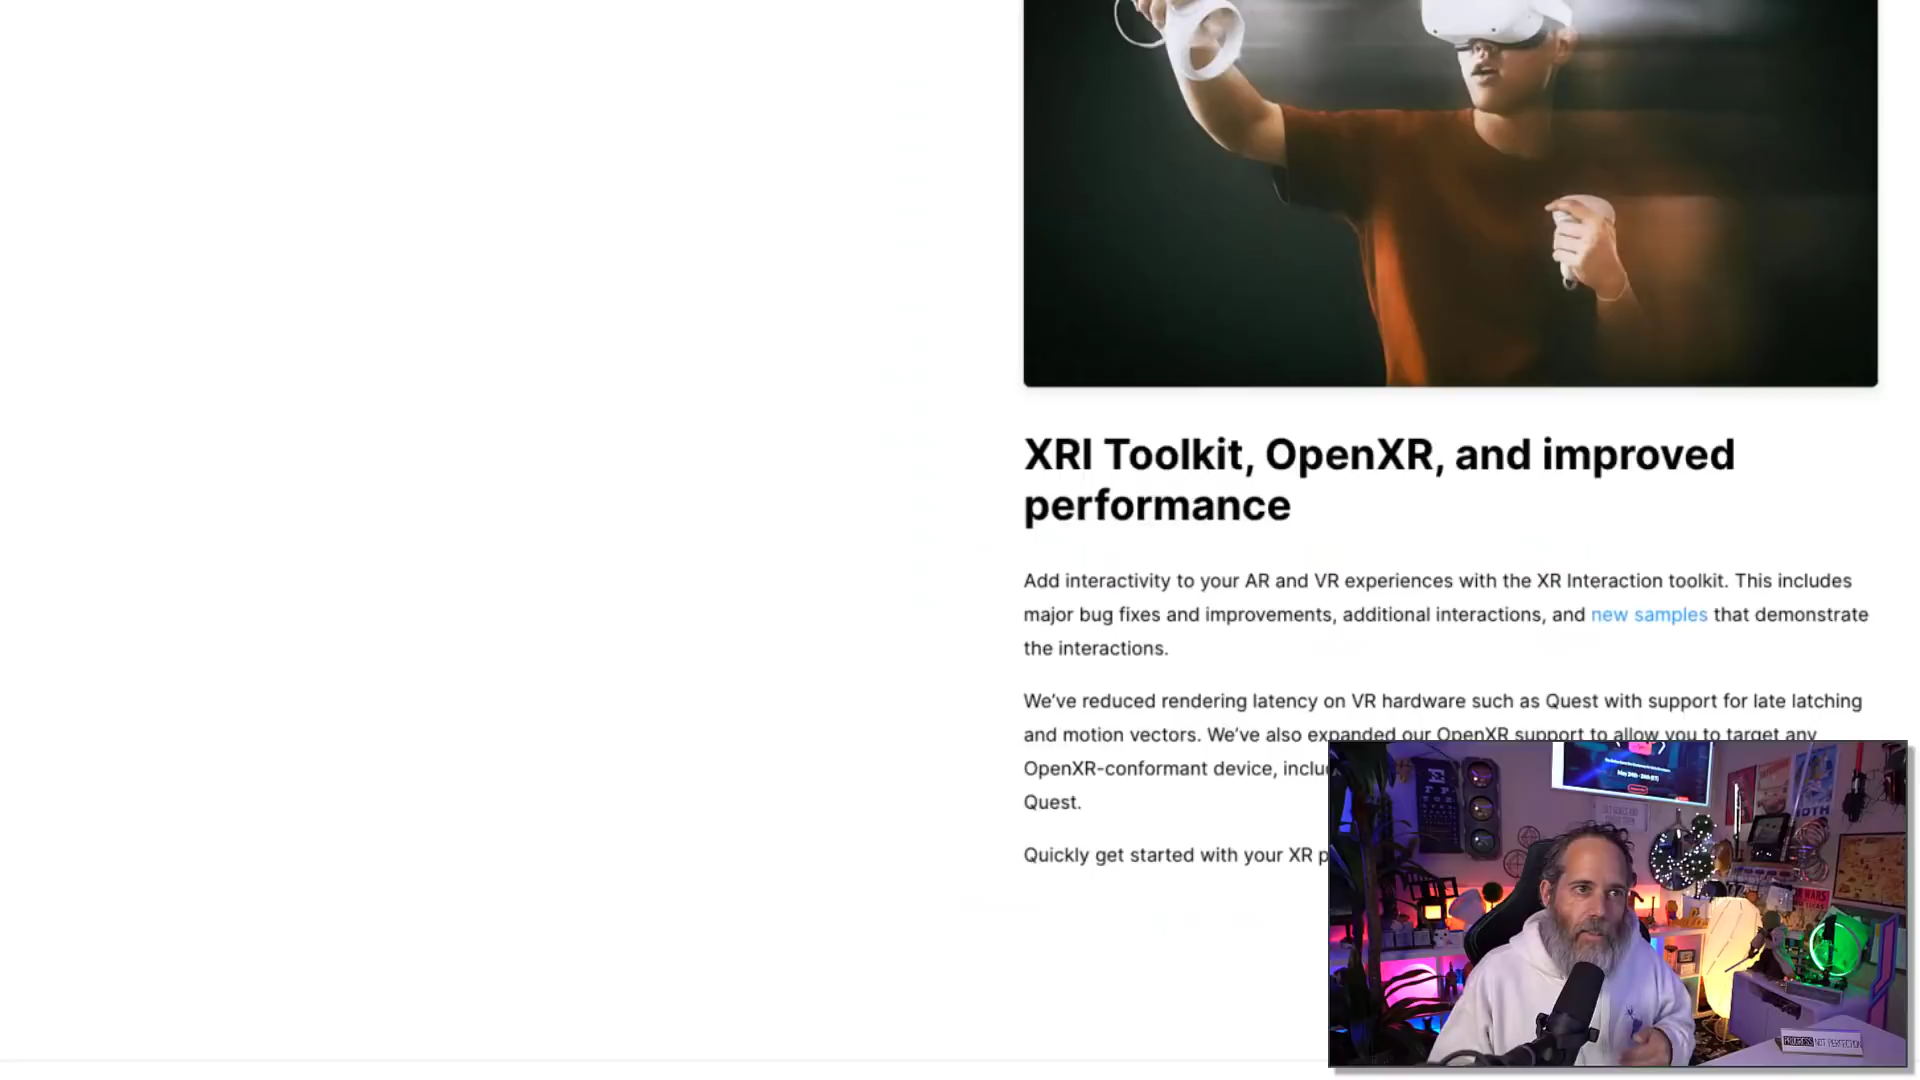 XRI Toolkit, OpenXR, and improved
performance
Add interactivity to your AR and VR experiences with the XR Interaction toolkit. This includes
major bug fixes and improvements, additional interactions, and new samples that demonstrate
the interactions.
We’ve reduced rendering latency on VR hardware such as Quest with support for late latching
and motion vectors. We’ve also expanded our OpenXR support to allow you to target any
OpenXR-conformant device, inclu
Quest.
Quickly get started with your XR p
PROGRESS NOT PERFECTION